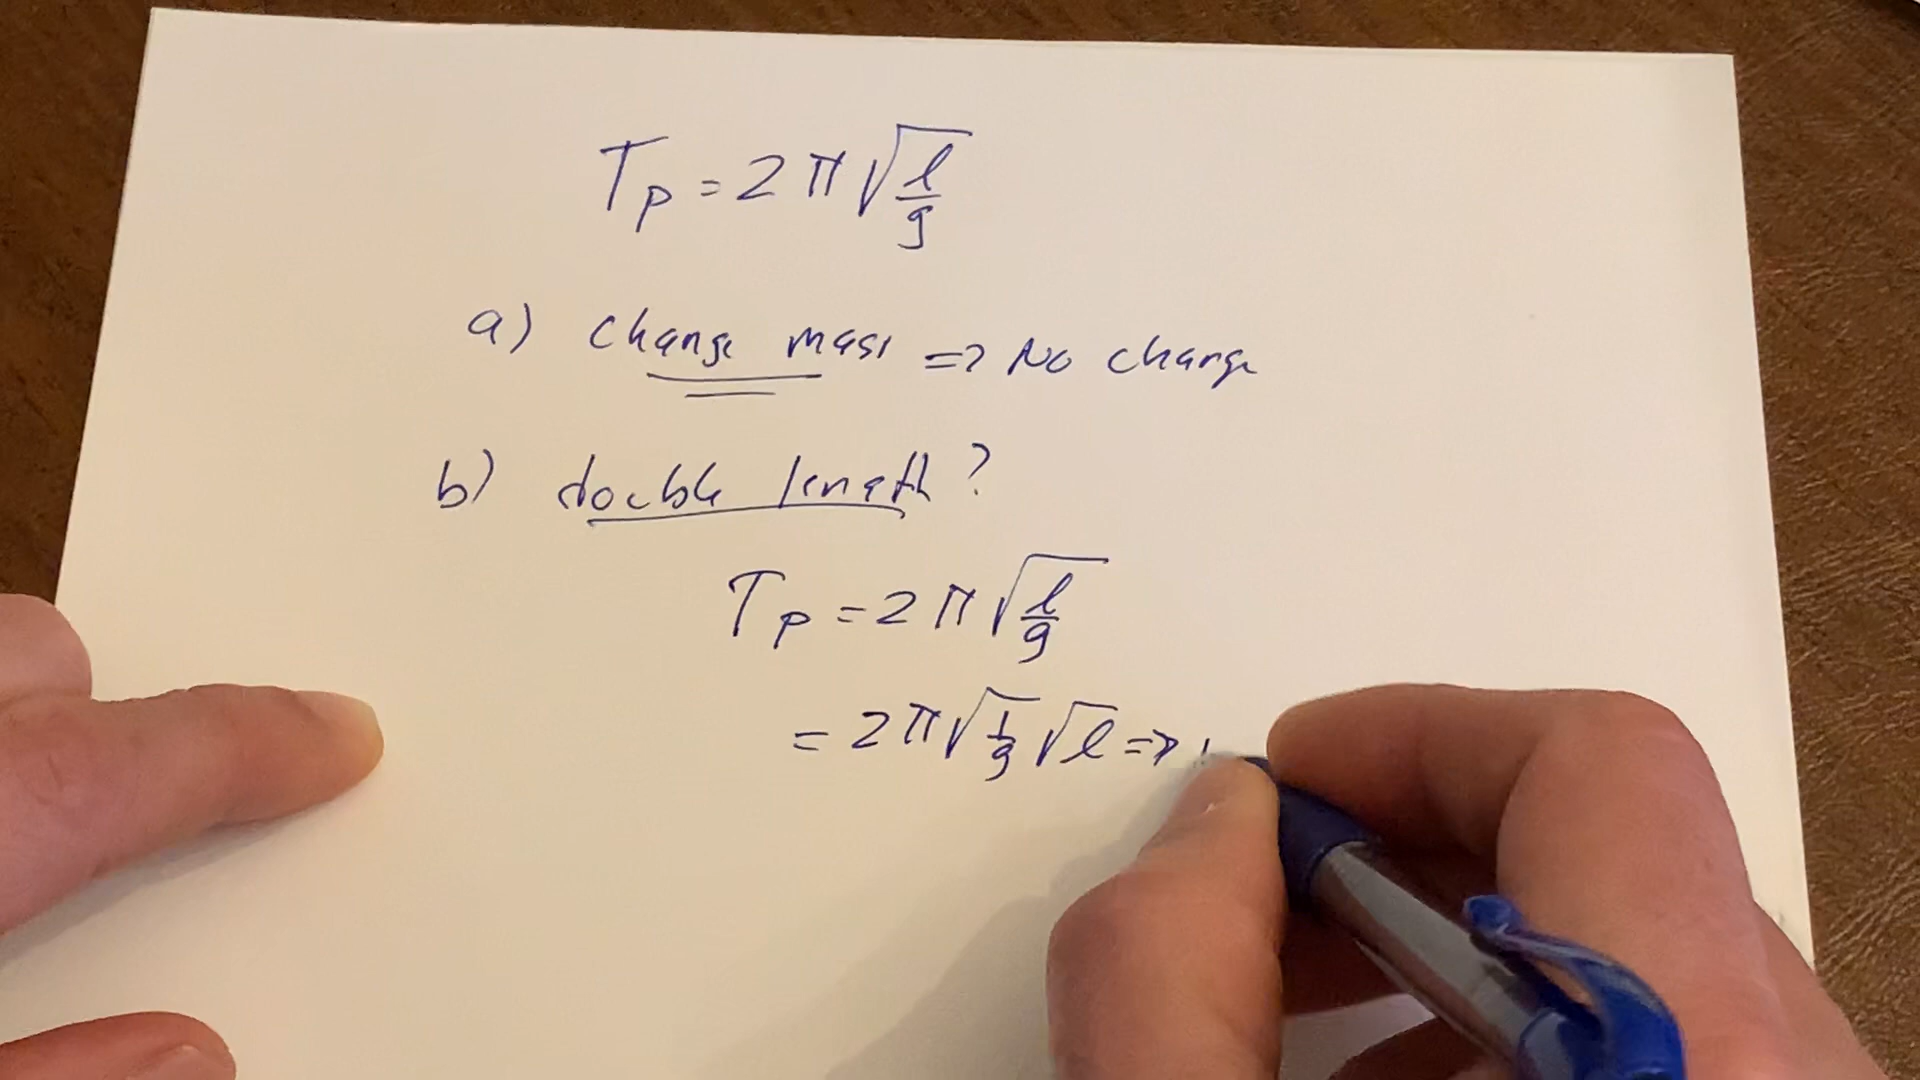 Tp = 2π√(l/g)
a) change mass => No change
b) double length?
Tp = 2π√(l/g)
= 2π√(1/g)√l =>